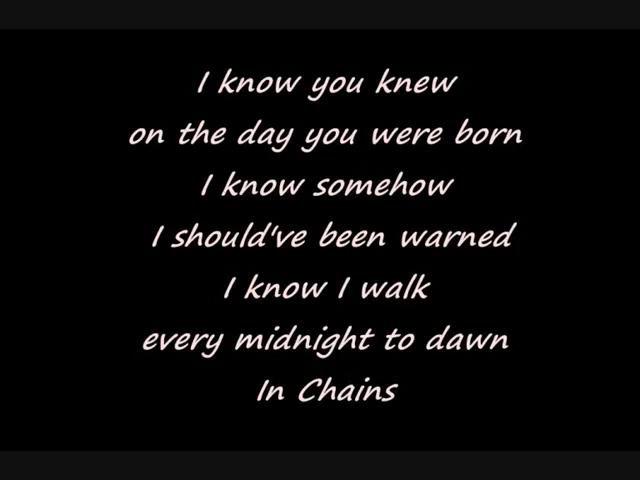 I know you knew
on the day you were born
I know somehow
I should've been warned
I know I walk
every midnight to dawn
In Chains